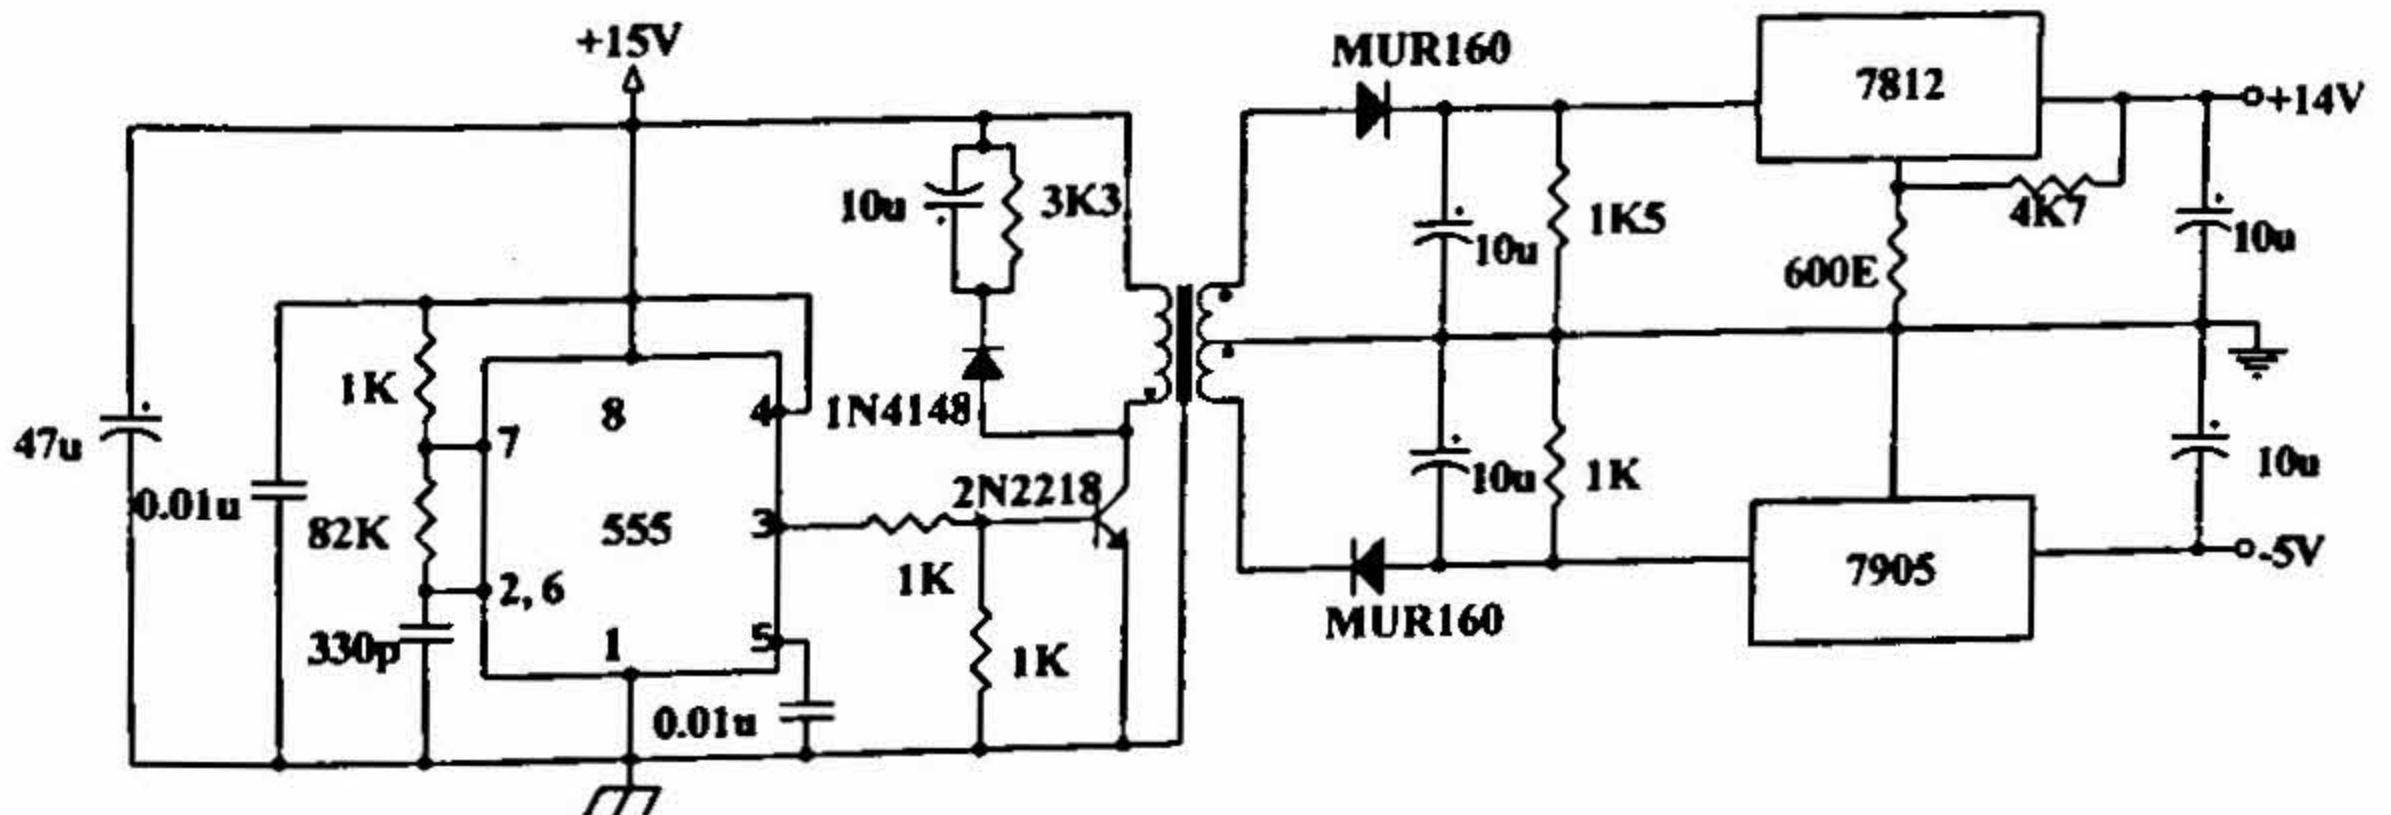 +15V
MUR160
7812
+14V
10u
3K3
1K5
10u
4K7
10u
600E
1K
8
4
1N4148
47u
7
0.01u
82K
555
3
2N2218
10u
1K
10u
-5V
7905
1K
2, 6
MUR160
330p
1
5
1K
0.01u